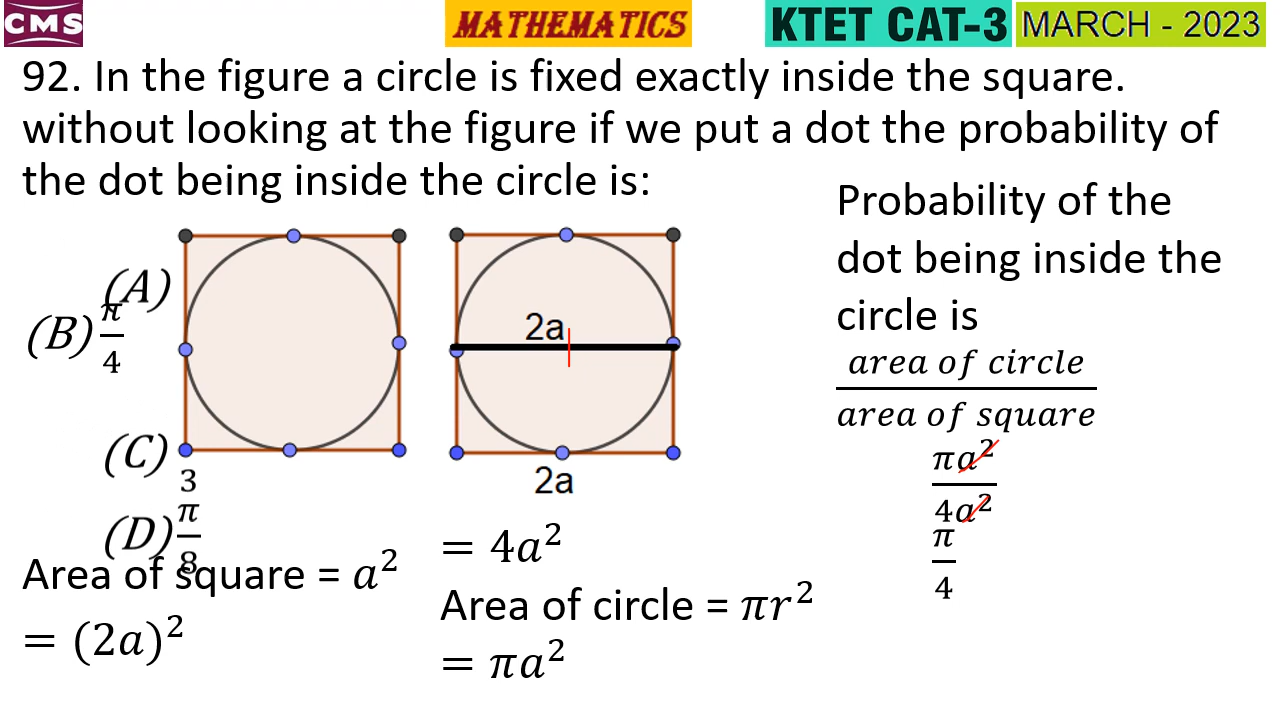 CMS
MATHEMATICS
KTET CAT-3
MARCH - 2023
92. In the figure a circle is fixed exactly inside the square.
without looking at the figure if we put a dot the probability of
the dot being inside the circle is:
(A)
(B) π/4
(C)
3
(D) π/8
2a
2a
Area of square = a²
= (2a)²
= 4a²
Area of circle = πr²
= πa²
Probability of the
dot being inside the
circle is
area of circle
area of square
πa²
4a²
π
4